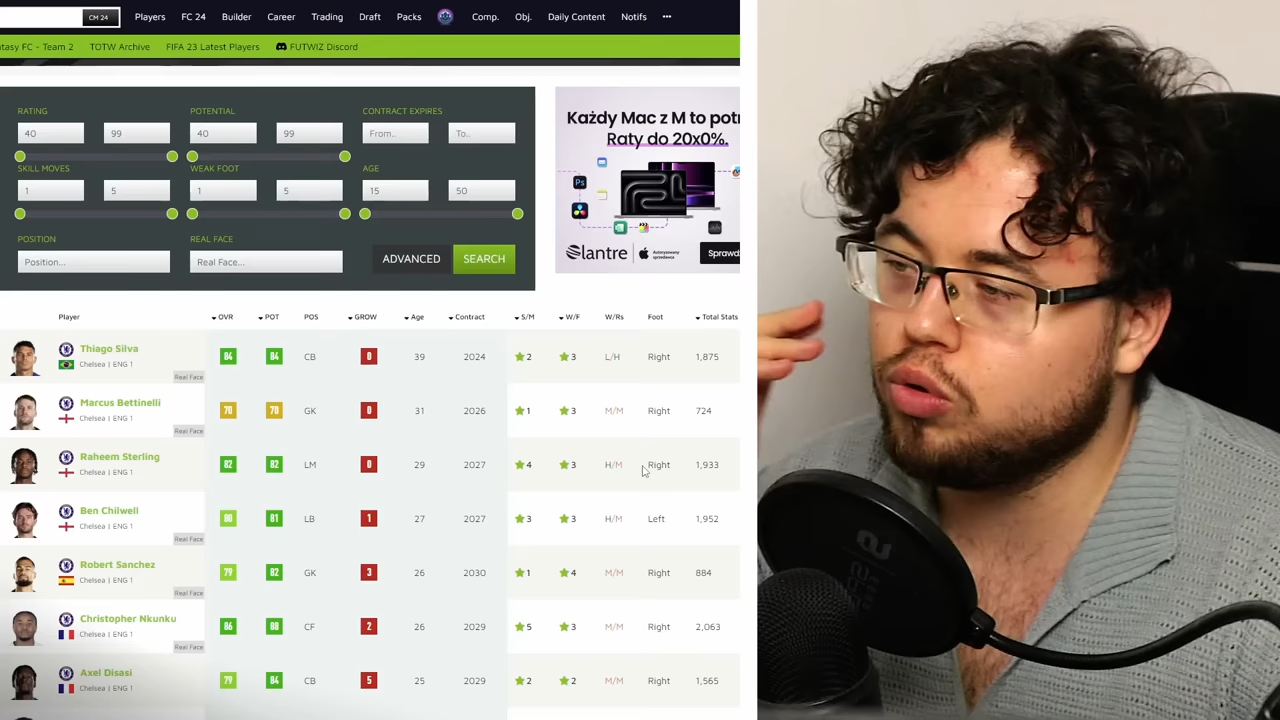 CM 24
Players FC 24 Builder Career Trading Draft Packs Comp. Obj. Daily Content Notifs •••
tasy FC - Team 2 TOTW Archive FIFA 23 Latest Players FUTWIZ Discord
RATING POTENTIAL CONTRACT EXPIRES
40 99 40 99 From.. To..
SKILL MOVES WEAK FOOT AGE
1 5 1 5 15 50
POSITION REAL FACE
Position... Real Face... ADVANCED SEARCH
Każdy Mac z M to potr
Raty do 20x0%.
Ps
lantre Autoryzowany sprzedawca Sprawd
Player OVR POT POS GROW Age Contract S/M W/F W/Rs Foot Total Stats
Thiago Silva 84 84 CB 0 39 2024 2 3 L/H Right 1,875
Chelsea | ENG 1
Real Face
Marcus Bettinelli 70 70 GK 0 31 2026 1 3 M/M Right 724
Chelsea | ENG 1
Real Face
Raheem Sterling 82 82 LM 0 29 2027 4 3 H/M Right 1,933
Chelsea | ENG 1
Real Face
Ben Chilwell 80 81 LB 1 27 2027 3 3 H/M Left 1,952
Chelsea | ENG 1
Real Face
Robert Sanchez 79 82 GK 3 26 2030 1 4 M/M Right 884
Chelsea | ENG 1
Real Face
Christopher Nkunku 86 88 CF 2 26 2029 5 3 M/M Right 2,063
Chelsea | ENG 1
Real Face
Axel Disasi 79 84 CB 5 25 2029 2 2 M/M Right 1,565
Chelsea | ENG 1